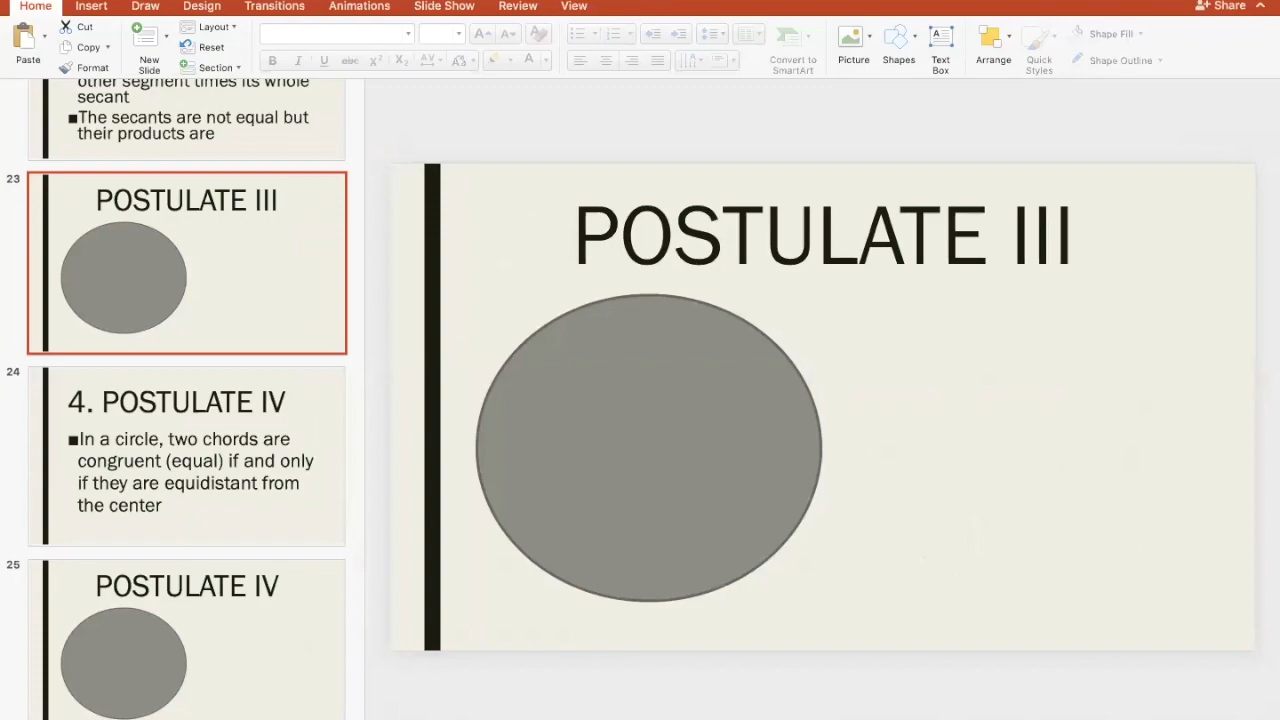 Home Insert Draw Design Transitions Animations Slide Show Review View Share
Paste
Cut
Copy
Format
New Slide
Layout
Reset
Section
Convert to SmartArt
Picture
Shapes
Text Box
Arrange
Quick Styles
Shape Fill
Shape Outline
other segment times its whole
secant
■The secants are not equal but
their products are
23
POSTULATE III
24
4. POSTULATE IV
■In a circle, two chords are
congruent (equal) if and only
if they are equidistant from
the center
25
POSTULATE IV
POSTULATE III